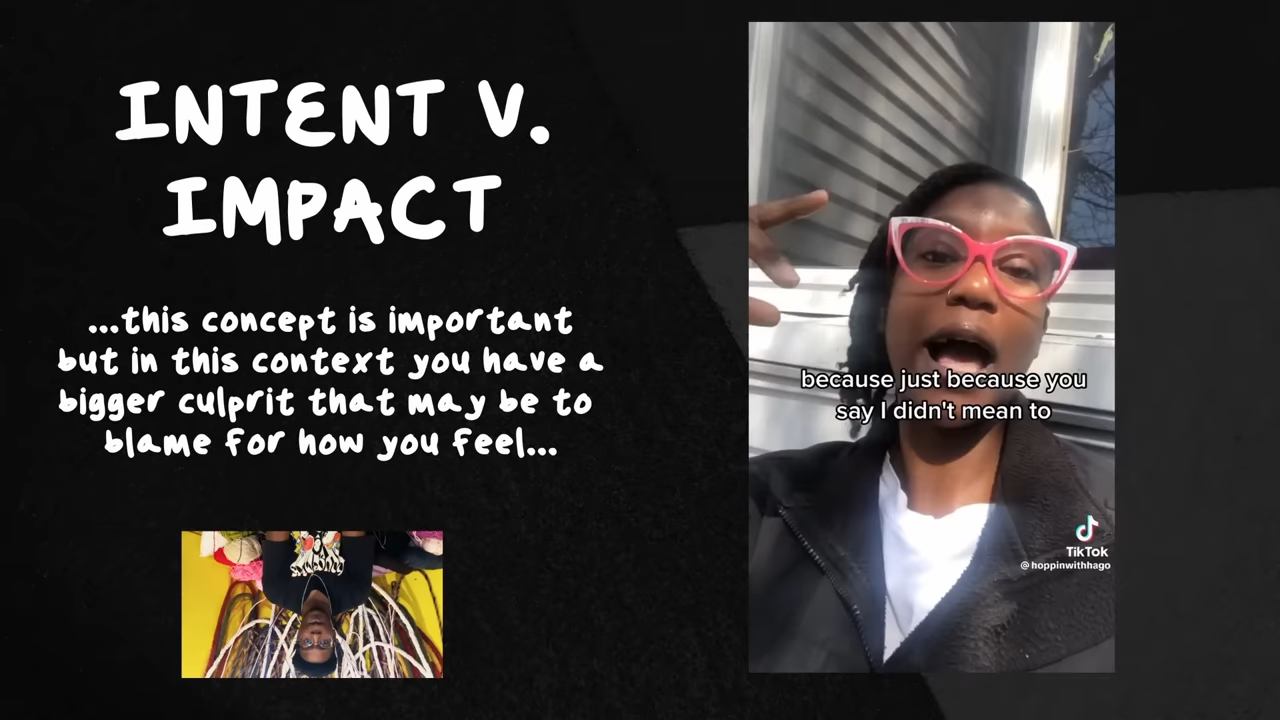 INTENT V.
IMPACT
...this concept is important
but in this context you have a
bigger culprit that may be to
blame for how you feel...
because just because you
say I didn't mean to
TikTok
@hoppinwithhago